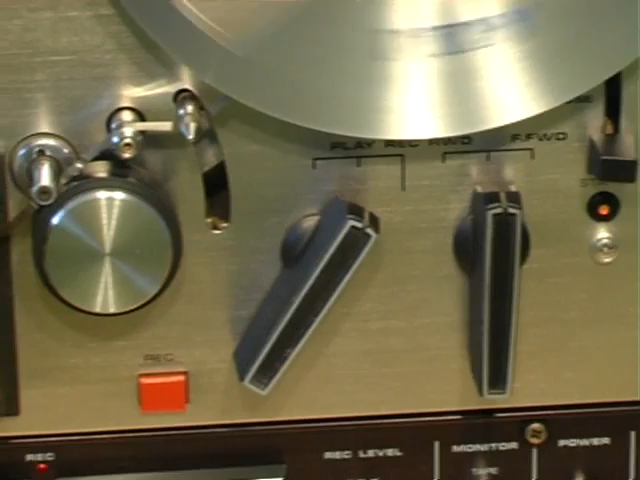 PLAY REC RWD F.FWD
REC
REC
REC LEVEL
MONITOR
TAPE
POWER